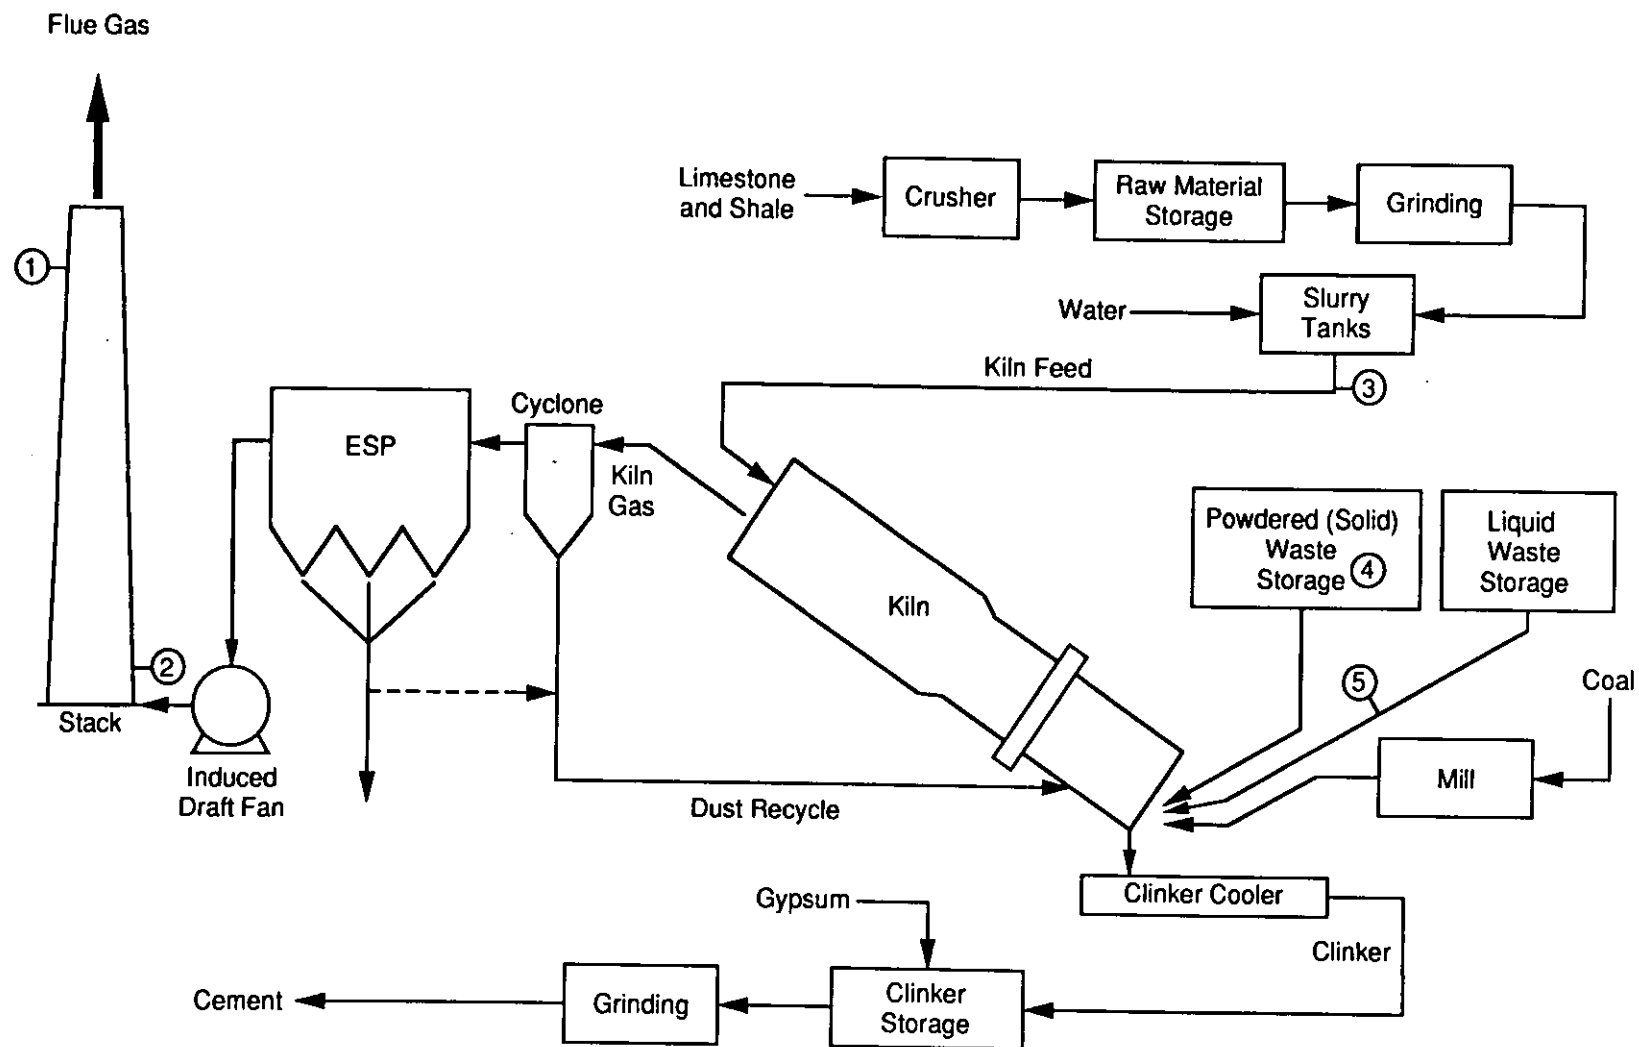 Flue Gas
Limestone
and Shale
Crusher
Raw Material
Storage
Grinding
1
Water
Slurry
Tanks
Kiln Feed
3
Cyclone
ESP
Kiln
Gas
Powdered (Solid)
Waste
Storage 4
Liquid
Waste
Storage
Kiln
2
5
Coal
Stack
Induced
Draft Fan
Mill
Dust Recycle
Clinker Cooler
Gypsum
Clinker
Cement
Grinding
Clinker
Storage